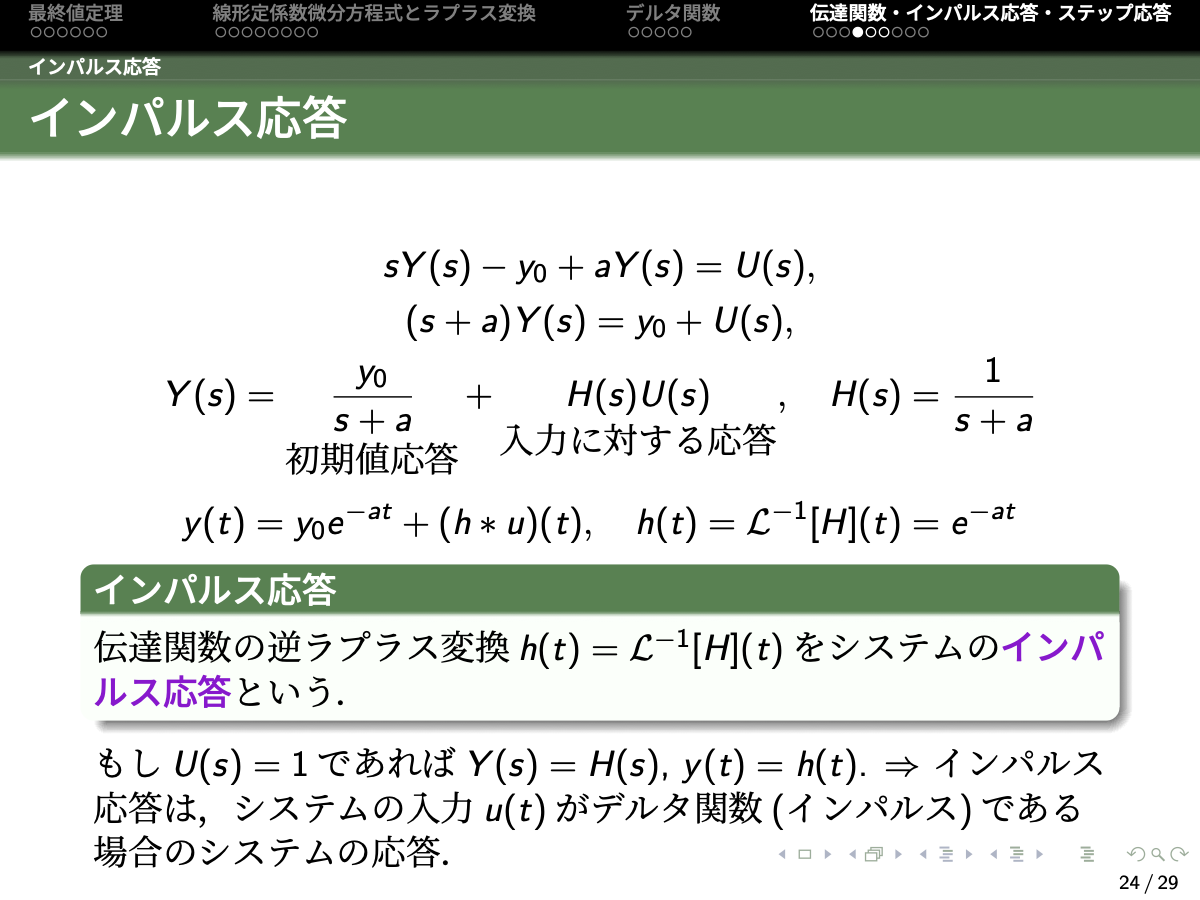 最終値定理 線形定係数微分方程式とラプラス変換 デルタ関数 伝達関数・インパルス応答・ステップ応答
インパルス応答
インパルス応答
sY(s) − y₀ + aY(s) = U(s),
(s + a)Y(s) = y₀ + U(s),
Y(s) = y₀/(s + a) + H(s)U(s), H(s) = 1/(s + a)
初期値応答 入力に対する応答
y(t) = y₀e^{−at} + (h ∗ u)(t), h(t) = ℒ⁻¹[H](t) = e^{−at}
インパルス応答
伝達関数の逆ラプラス変換 h(t) = ℒ⁻¹[H](t) をシステムのインパ
ルス応答という.
もし U(s) = 1 であれば Y(s) = H(s), y(t) = h(t). ⇒ インパルス
応答は, システムの入力 u(t) がデルタ関数 (インパルス) である
場合のシステムの応答.
24 / 29